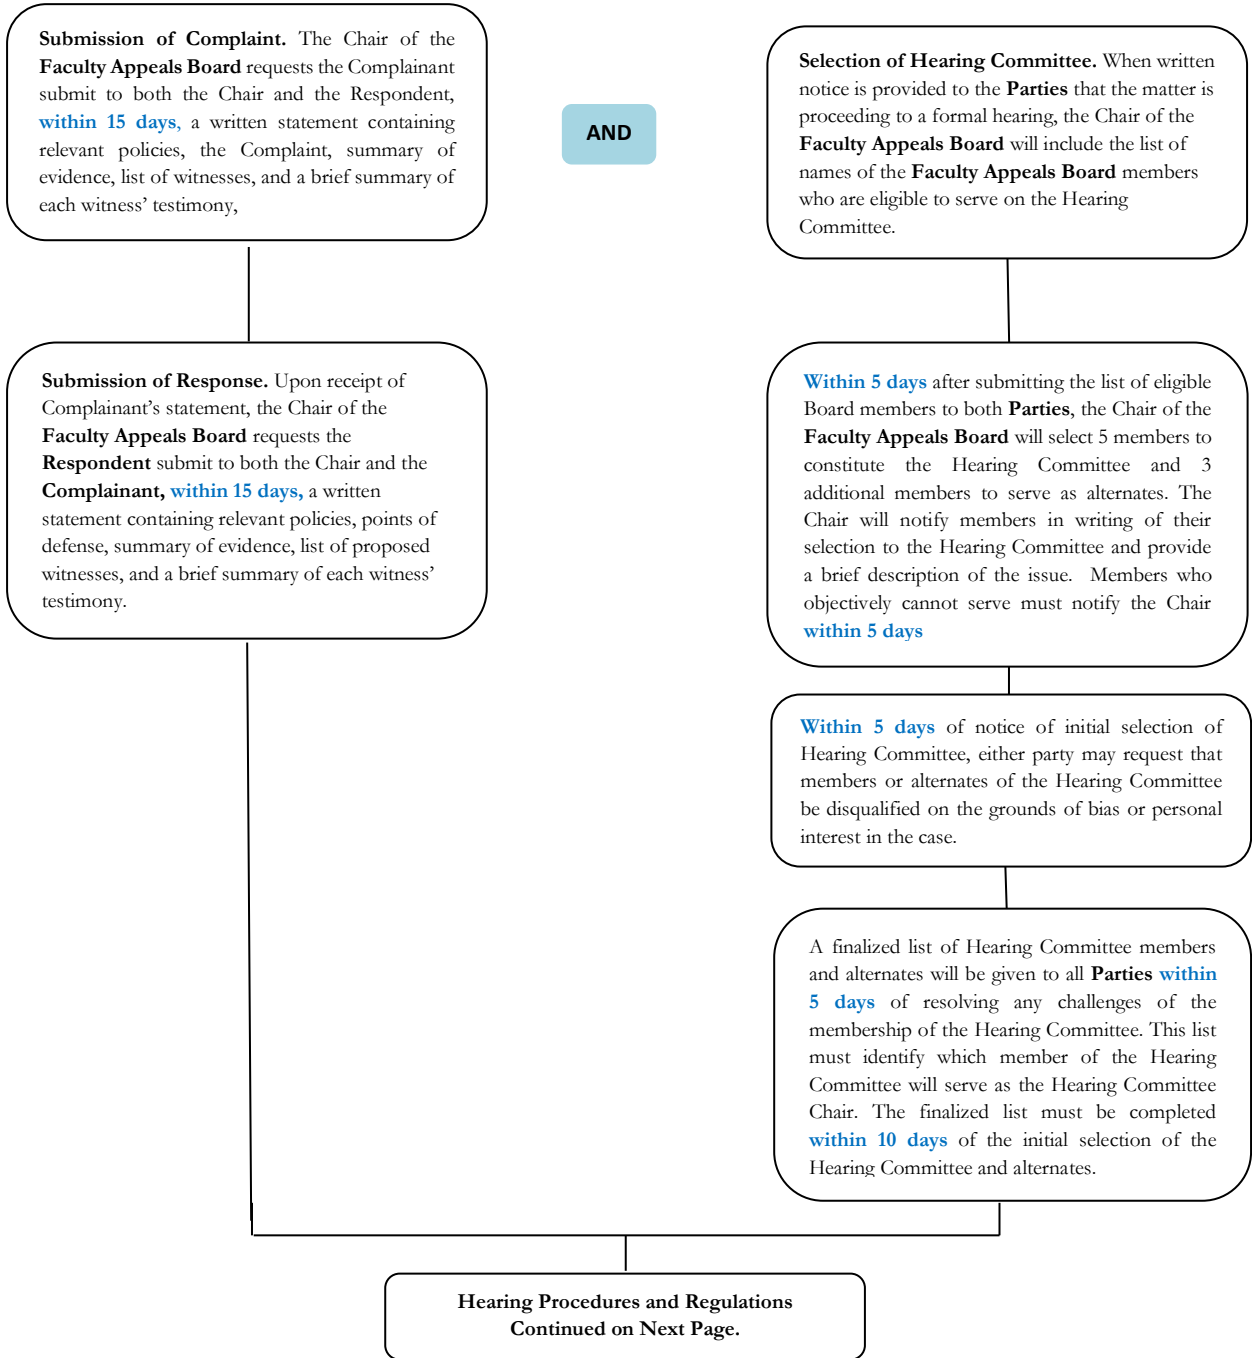 Submission of Complaint. The Chair of the
Faculty Appeals Board requests the Complainant
submit to both the Chair and the Respondent,
within 15 days, a written statement containing
relevant policies, the Complaint, summary of
evidence, list of witnesses, and a brief summary of
each witness’ testimony,
AND
Selection of Hearing Committee. When written
notice is provided to the Parties that the matter is
proceeding to a formal hearing, the Chair of the
Faculty Appeals Board will include the list of
names of the Faculty Appeals Board members
who are eligible to serve on the Hearing
Committee.
Submission of Response. Upon receipt of
Complainant’s statement, the Chair of the
Faculty Appeals Board requests the
Respondent submit to both the Chair and the
Complainant, within 15 days, a written
statement containing relevant policies, points of
defense, summary of evidence, list of proposed
witnesses, and a brief summary of each witness’
testimony.
Within 5 days after submitting the list of eligible
Board members to both Parties, the Chair of the
Faculty Appeals Board will select 5 members to
constitute the Hearing Committee and 3
additional members to serve as alternates. The
Chair will notify members in writing of their
selection to the Hearing Committee and provide
a brief description of the issue. Members who
objectively cannot serve must notify the Chair
within 5 days
Within 5 days of notice of initial selection of
Hearing Committee, either party may request that
members or alternates of the Hearing Committee
be disqualified on the grounds of bias or personal
interest in the case.
A finalized list of Hearing Committee members
and alternates will be given to all Parties within
5 days of resolving any challenges of the
membership of the Hearing Committee. This list
must identify which member of the Hearing
Committee will serve as the Hearing Committee
Chair. The finalized list must be completed
within 10 days of the initial selection of the
Hearing Committee and alternates.
Hearing Procedures and Regulations
Continued on Next Page.